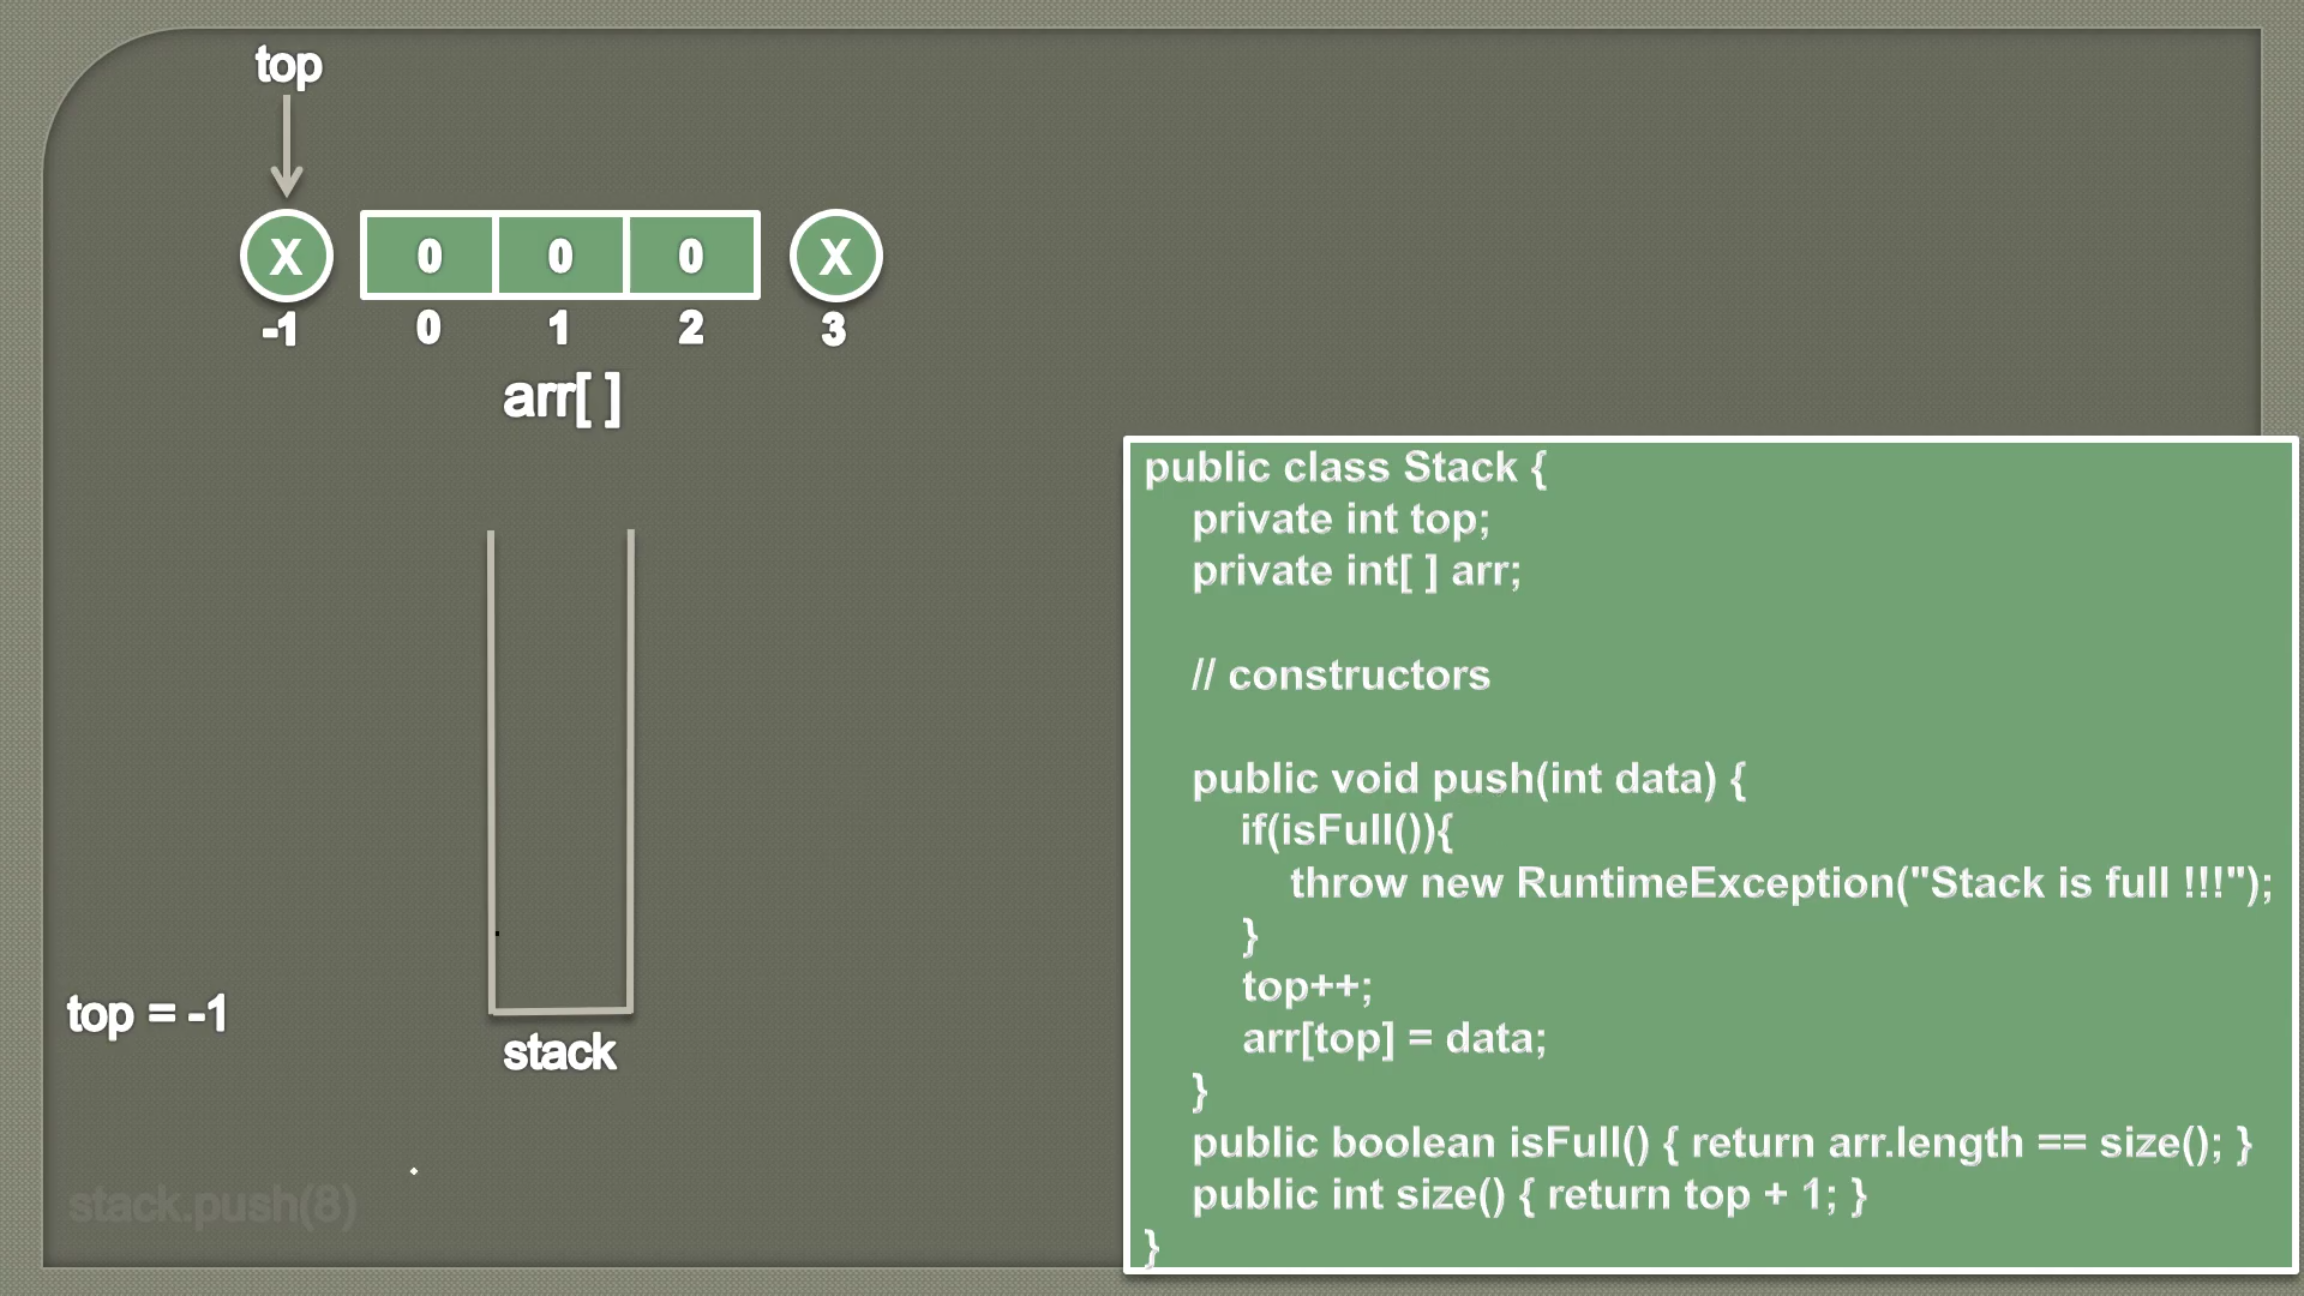 top
X 0 0 0 X
-1 0 1 2 3
arr[ ]
stack
top = -1
stack.push(8)
public class Stack {
private int top;
private int[ ] arr;
// constructors
public void push(int data) {
if(isFull()){
throw new RuntimeException("Stack is full !!!");
}
top++;
arr[top] = data;
}
public boolean isFull() { return arr.length == size(); }
public int size() { return top + 1; }
}